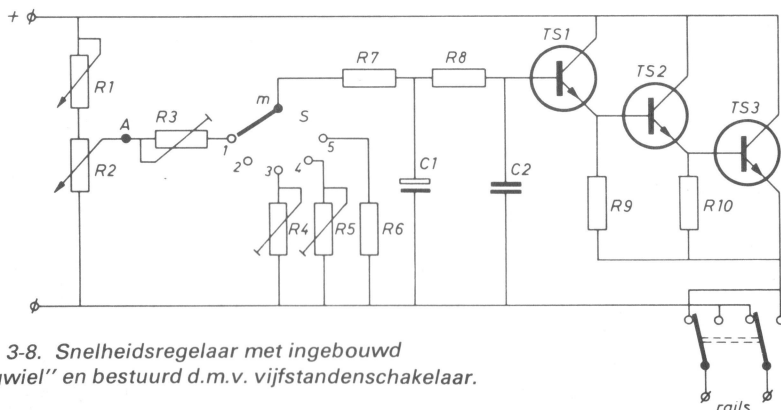 +
TS1
R7
R8
TS2
R1
m
TS3
A
R3
S
1
5
2
3
4
R2
C1
C2
R4
R5
R6
R9
R10
3-8. Snelheidsregelaar met ingebouwd
wiel" en bestuurd d.m.v. vijfstandenschakelaar.
rails